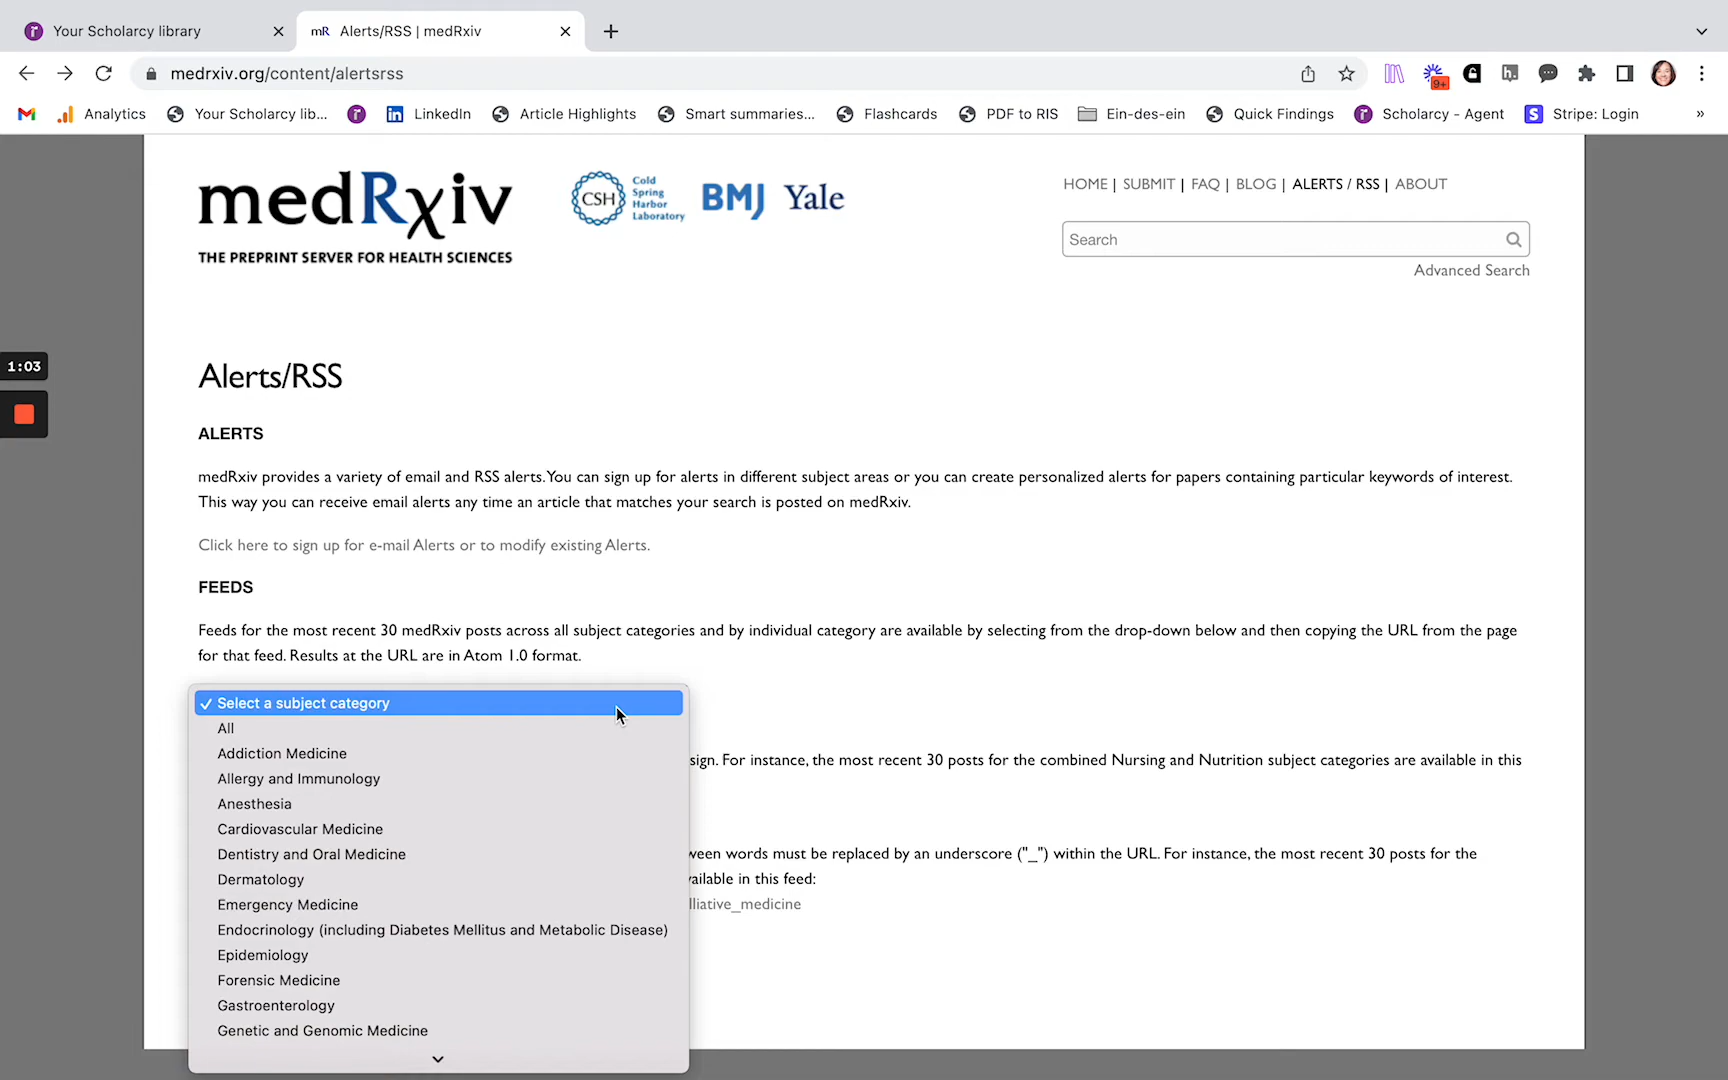 Your Scholarcy library
mR Alerts/RSS | medRxiv
medrxiv.org/content/alertsrss
9+
Analytics
Your Scholarcy lib...
LinkedIn
Article Highlights
Smart summaries...
Flashcards
PDF to RIS
Ein-des-ein
Quick Findings
Scholarcy - Agent
Stripe: Login
»
medRxiv
THE PREPRINT SERVER FOR HEALTH SCIENCES
CSH
Cold
Spring
Harbor
Laboratory
BMJ Yale
HOME | SUBMIT | FAQ | BLOG | ALERTS / RSS | ABOUT
Search
Advanced Search
1:03
Alerts/RSS
ALERTS
medRxiv provides a variety of email and RSS alerts. You can sign up for alerts in different subject areas or you can create personalized alerts for papers containing particular keywords of interest.
This way you can receive email alerts any time an article that matches your search is posted on medRxiv.
Click here to sign up for e-mail Alerts or to modify existing Alerts.
FEEDS
Feeds for the most recent 30 medRxiv posts across all subject categories and by individual category are available by selecting from the drop-down below and then copying the URL from the page
for that feed. Results at the URL are in Atom 1.0 format.
✓ Select a subject category
All
Addiction Medicine
Allergy and Immunology
Anesthesia
Cardiovascular Medicine
Dentistry and Oral Medicine
Dermatology
Emergency Medicine
Endocrinology (including Diabetes Mellitus and Metabolic Disease)
Epidemiology
Forensic Medicine
Gastroenterology
Genetic and Genomic Medicine
sign. For instance, the most recent 30 posts for the combined Nursing and Nutrition subject categories are available in this
ween words must be replaced by an underscore ("_") within the URL. For instance, the most recent 30 posts for the
vailable in this feed:
lliative_medicine